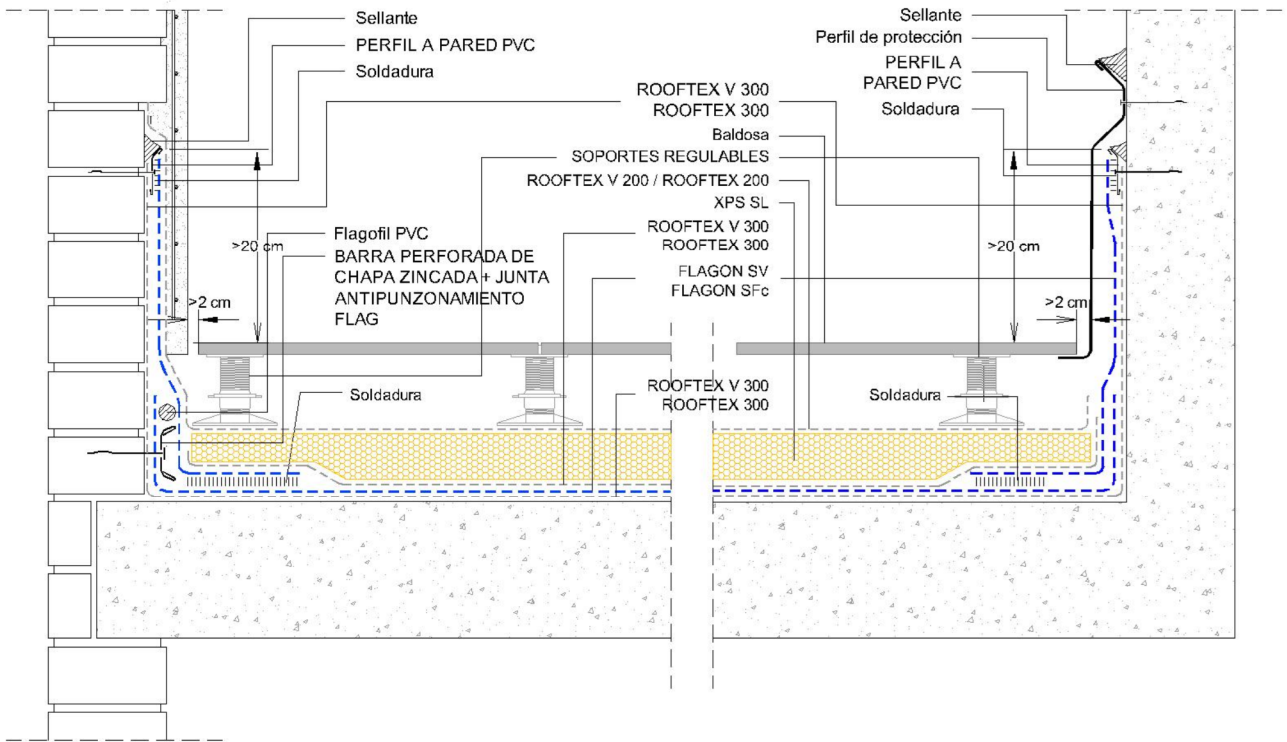 Sellante
PERFIL A PARED PVC
Soldadura
Sellante
Perfil de protección
PERFIL A
PARED PVC
Soldadura
ROOFTEX V 300
ROOFTEX 300
Baldosa
SOPORTES REGULABLES
ROOFTEX V 200 / ROOFTEX 200
XPS SL
ROOFTEX V 300
ROOFTEX 300
FLAGON SV
FLAGON SFc
>20 cm
Flagofil PVC
BARRA PERFORADA DE
CHAPA ZINCADA + JUNTA
ANTIPUNZONAMIENTO
FLAG
>2 cm
>20 cm
>2 cm
Soldadura
ROOFTEX V 300
ROOFTEX 300
Soldadura